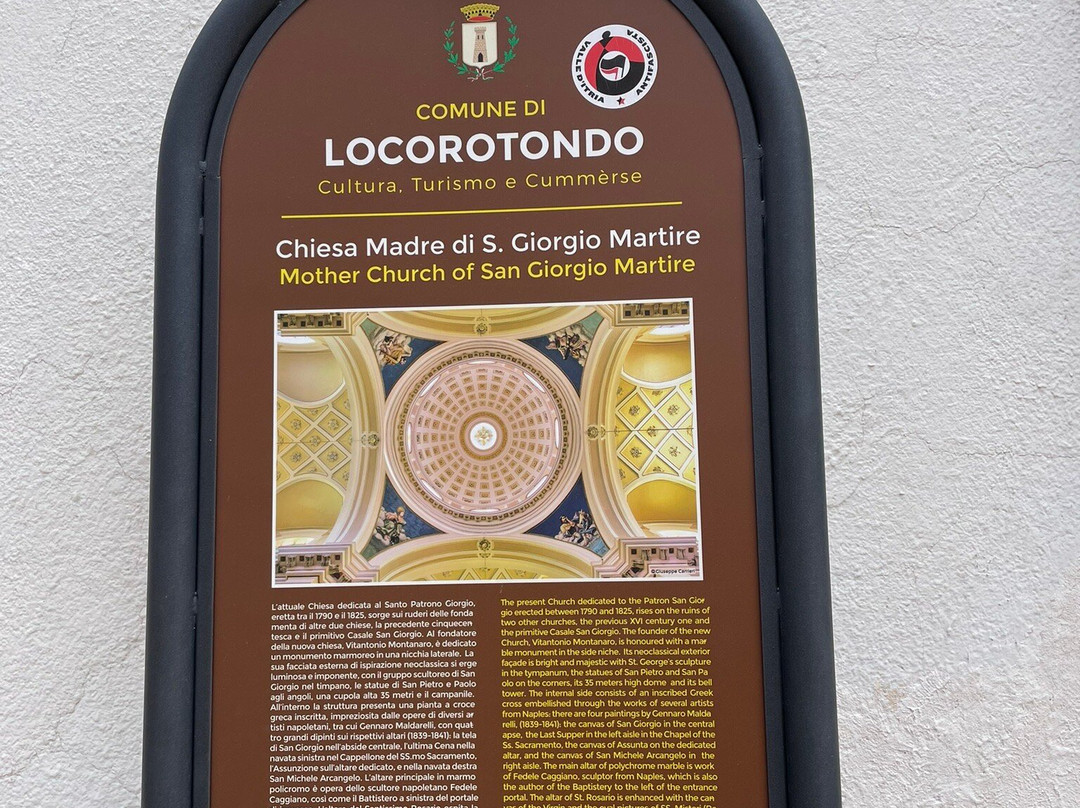 VALLE D'ITRIA ANTIFASCISTA
COMUNE DI
LOCOROTONDO
Cultura, Turismo e Cummèrse
Chiesa Madre di S. Giorgio Martire
Mother Church of San Giorgio Martire
L'attuale Chiesa dedicata al Santo Patrono Giorgio,
eretta tra il 1790 e il 1825, sorge sui ruderi delle fonda
menta di altre due chiese, la precedente cinquecen
tesca e il primitivo Casale San Giorgio. Al fondatore
della nuova chiesa, Vitantonio Montanaro, è dedicato
un monumento marmoreo in una nicchia laterale. La
sua facciata esterna di ispirazione neoclassica si erge
luminosa e imponente, con il gruppo scultoreo di San
Giorgio nel timpano, le statue di San Pietro e Paolo
agli angoli, una cupola alta 35 metri e il campanile.
All'interno la struttura presenta una pianta a croce
greca inscritta, impreziosita dalle opere di diversi ar
tisti napoletani, tra cui Gennaro Maldarelli, con quat
tro grandi dipinti sui rispettivi altari (1839-1841): la tela
di San Giorgio nell'abside centrale, l'ultima Cena nella
navata sinistra nel Cappellone del SS.mo Sacramento,
l'Assunzione sull'altare dedicato, e nella navata destra
San Michele Arcangelo. L'altare principale in marmo
policromo è opera dello scultore napoletano Fedele
Caggiano, così come il Battistero a sinistra del portale
The present Church dedicated to the Patron San Gior
gio erected between 1790 and 1825, rises on the ruins of
two other churches, the previous XVI century one and
the primitive Casale San Giorgio. The founder of the new
Church, Vitantonio Montanaro, is honoured with a mar
ble monument in the side niche. Its neoclassical exterior
façade is bright and majestic with St. George's sculpture
in the tympanum, the statues of San Pietro and San Pa
olo on the corners, its 35 meters high dome and its bell
tower. The internal side consists of an inscribed Greek
cross embellished through the works of several artists
from Naples: there are four paintings by Gennaro Malda
relli, (1839-1841): the canvas of San Giorgio in the central
apse, the Last Supper in the left aisle in the Chapel of the
Ss. Sacramento, the canvas of Assunta on the dedicated
altar, and the canvas of San Michele Arcangelo in the
right aisle. The main altar of polychrome marble is work
of Fedele Caggiano, sculptor from Naples, which is also
the author of the Baptistery to the left of the entrance
portal. The altar of St. Rosario is enhanced with the can